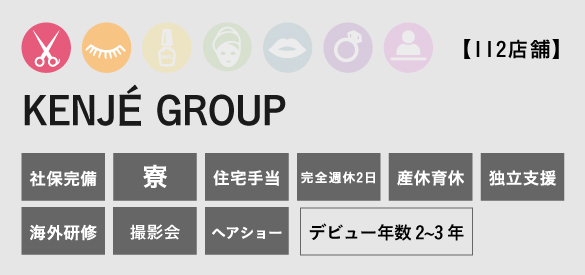 【112店舗】
KENJÉ GROUP
社保完備 寮 住宅手当 完全週休2日 産休育休 独立支援
海外研修 撮影会 ヘアショー デビュー年数 2~3 年